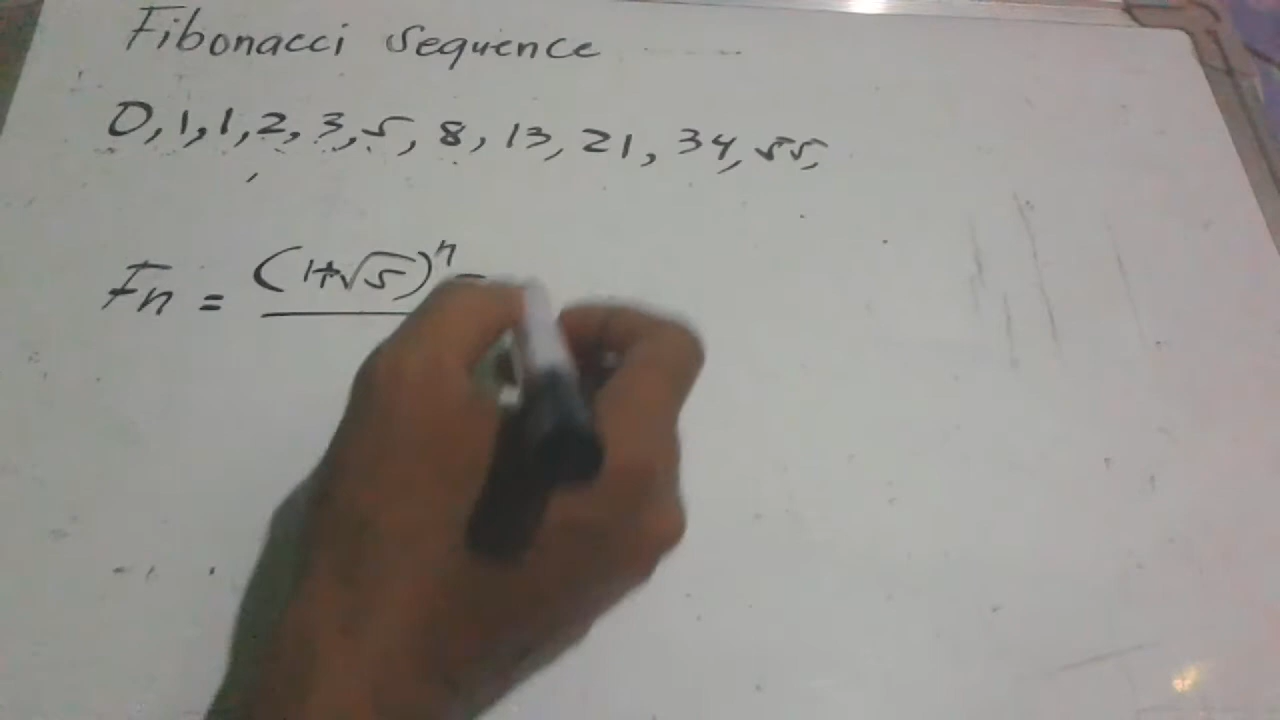 Fibonacci Sequence
0, 1, 1, 2, 3, 5, 8, 13, 21, 34, 55,
Fn = (1+√5)^n -